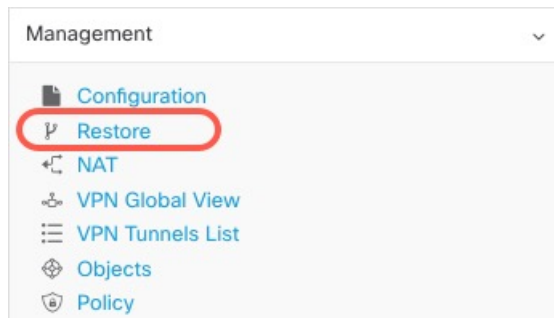 Management
Configuration
Restore
NAT
VPN Global View
VPN Tunnels List
Objects
Policy